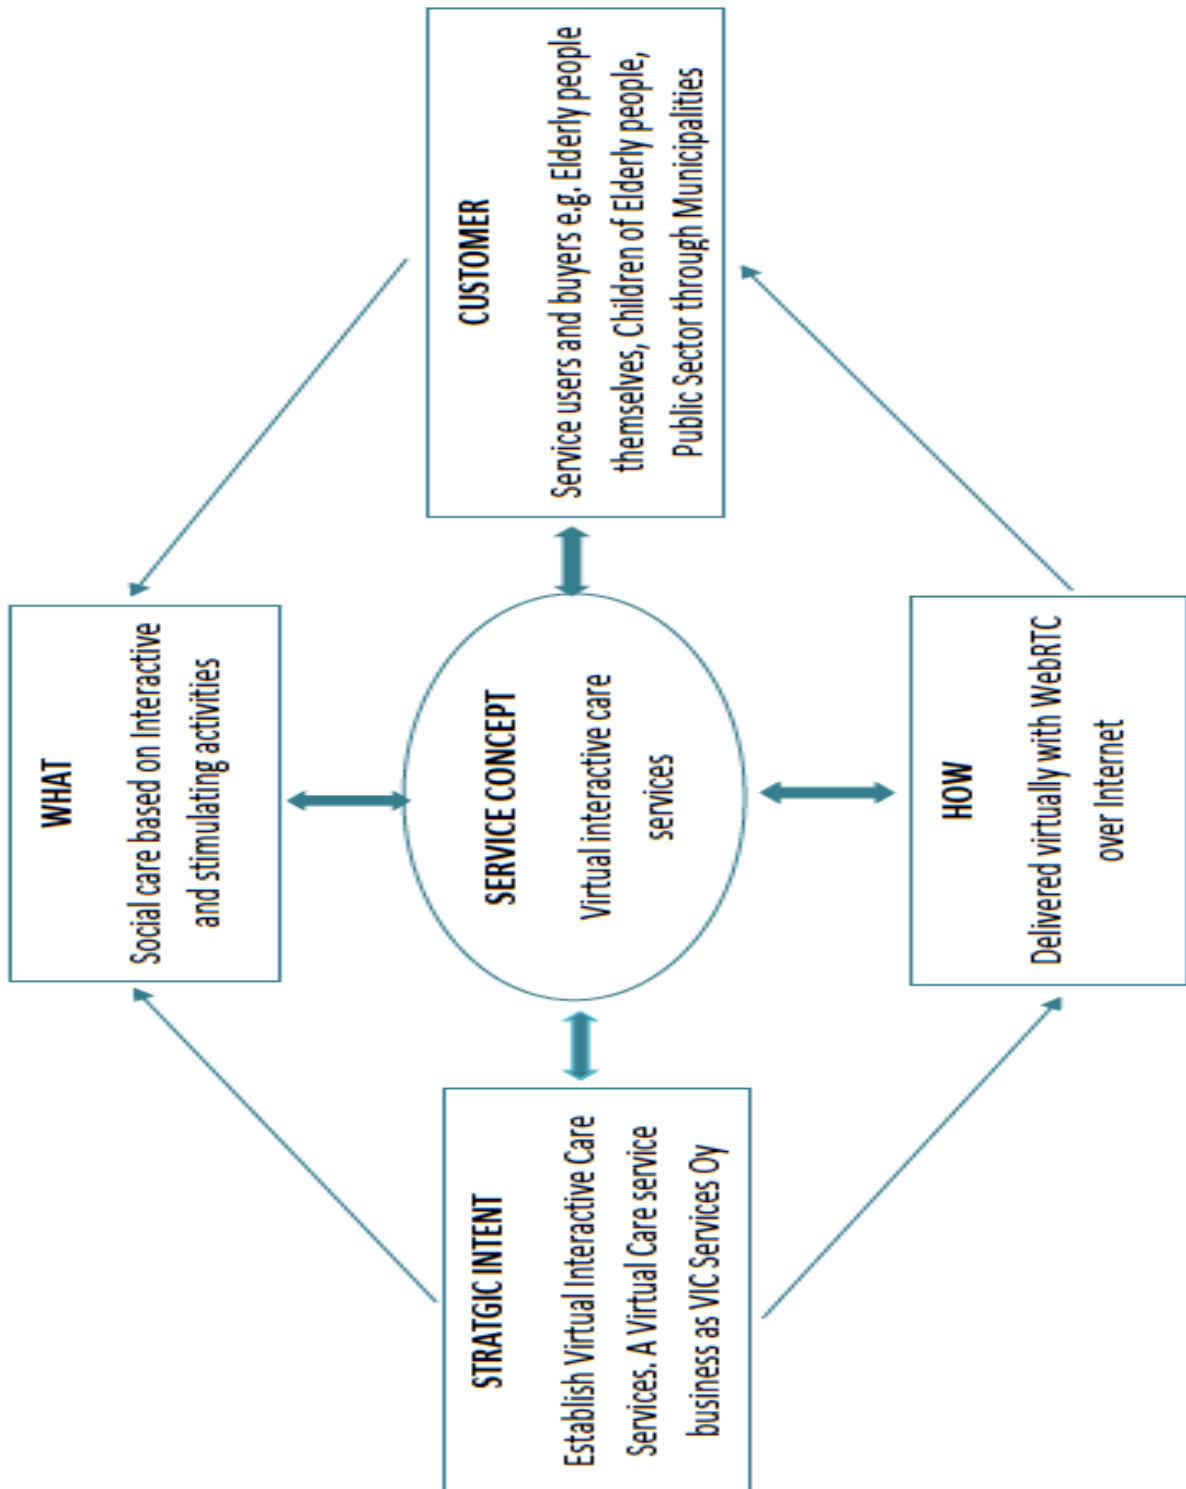 WHAT
Social care based on Interactive
and stimulating activities
STRATGIC INTENT
Establish Virtual Interactive Care
Services. A Virtual Care service
business as VIC Services Oy
SERVICE CONCEPT
Virtual interactive care
services
CUSTOMER
Service users and buyers e.g. Elderly people
themselves, Children of Elderly people,
Public Sector through Municipalities
HOW
Delivered virtually with WebRTC
over Internet